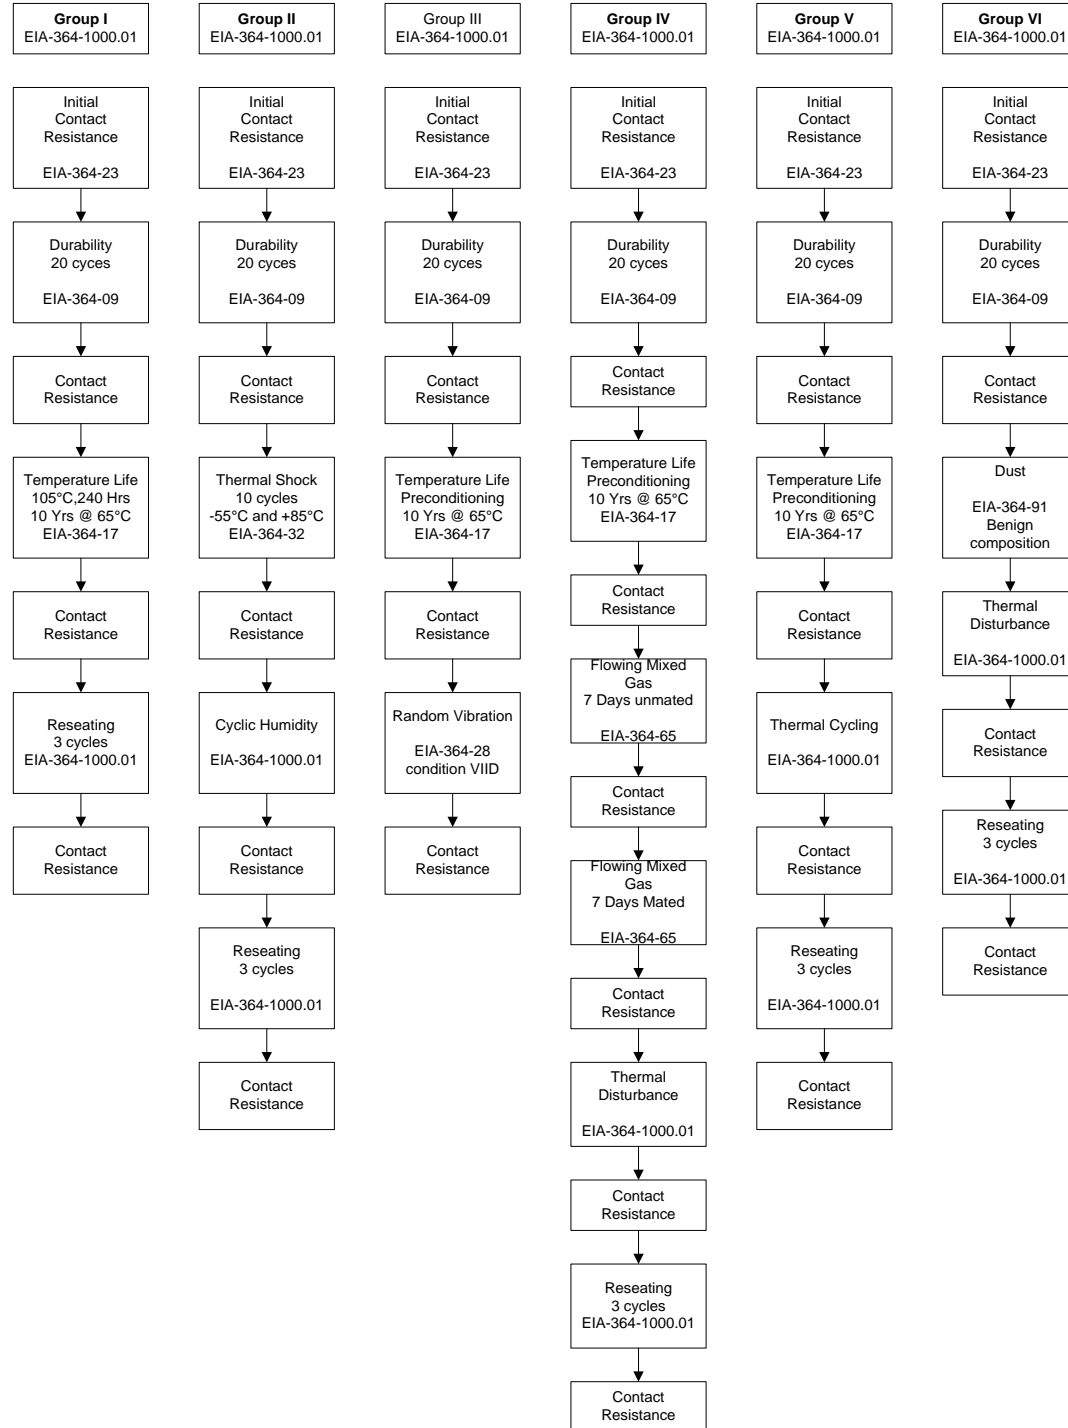 Group I
EIA-364-1000.01
Initial
Contact
Resistance
EIA-364-23
Durability
20 cyces
EIA-364-09
Contact
Resistance
Temperature Life
105°C,240 Hrs
10 Yrs @ 65°C
EIA-364-17
Contact
Resistance
Reseating
3 cycles
EIA-364-1000.01
Contact
Resistance
Group II
EIA-364-1000.01
Initial
Contact
Resistance
EIA-364-23
Durability
20 cyces
EIA-364-09
Contact
Resistance
Thermal Shock
10 cycles
-55°C and +85°C
EIA-364-32
Contact
Resistance
Cyclic Humidity
EIA-364-1000.01
Contact
Resistance
Reseating
3 cycles
EIA-364-1000.01
Contact
Resistance
Group III
EIA-364-1000.01
Initial
Contact
Resistance
EIA-364-23
Durability
20 cyces
EIA-364-09
Contact
Resistance
Temperature Life
Preconditioning
10 Yrs @ 65°C
EIA-364-17
Contact
Resistance
Random Vibration
EIA-364-28
condition VIID
Contact
Resistance
Group IV
EIA-364-1000.01
Initial
Contact
Resistance
EIA-364-23
Durability
20 cyces
EIA-364-09
Contact
Resistance
Temperature Life
Preconditioning
10 Yrs @ 65°C
EIA-364-17
Contact
Resistance
Flowing Mixed
Gas
7 Days unmated
EIA-364-65
Contact
Resistance
Flowing Mixed
Gas
7 Days Mated
EIA-364-65
Contact
Resistance
Thermal
Disturbance
EIA-364-1000.01
Contact
Resistance
Reseating
3 cycles
EIA-364-1000.01
Contact
Resistance
Group V
EIA-364-1000.01
Initial
Contact
Resistance
EIA-364-23
Durability
20 cyces
EIA-364-09
Contact
Resistance
Temperature Life
Preconditioning
10 Yrs @ 65°C
EIA-364-17
Contact
Resistance
Thermal Cycling
EIA-364-1000.01
Contact
Resistance
Reseating
3 cycles
EIA-364-1000.01
Contact
Resistance
Group VI
EIA-364-1000.01
Initial
Contact
Resistance
EIA-364-23
Durability
20 cyces
EIA-364-09
Contact
Resistance
Dust
EIA-364-91
Benign
composition
Thermal
Disturbance
EIA-364-1000.01
Contact
Resistance
Reseating
3 cycles
EIA-364-1000.01
Contact
Resistance